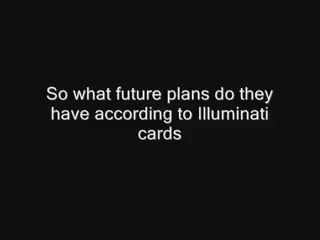 So what future plans do they
have according to Illuminati
cards